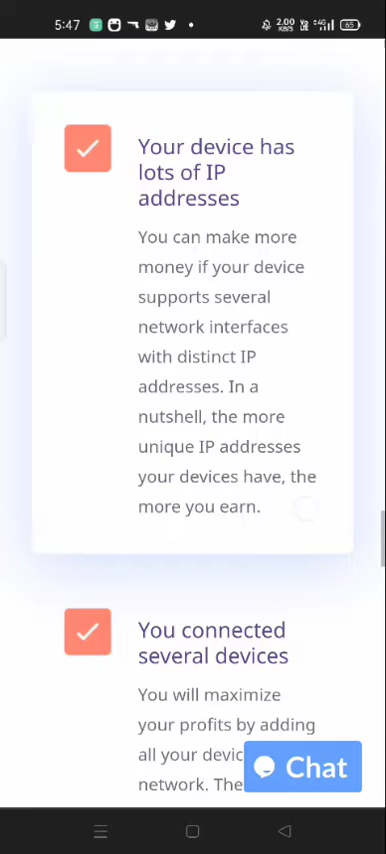 5:47 2.00 KB/S 4G 65
Your device has
lots of IP
addresses
You can make more
money if your device
supports several
network interfaces
with distinct IP
addresses. In a
nutshell, the more
unique IP addresses
your devices have, the
more you earn.
You connected
several devices
You will maximize
your profits by adding
all your devic
network. The
Chat